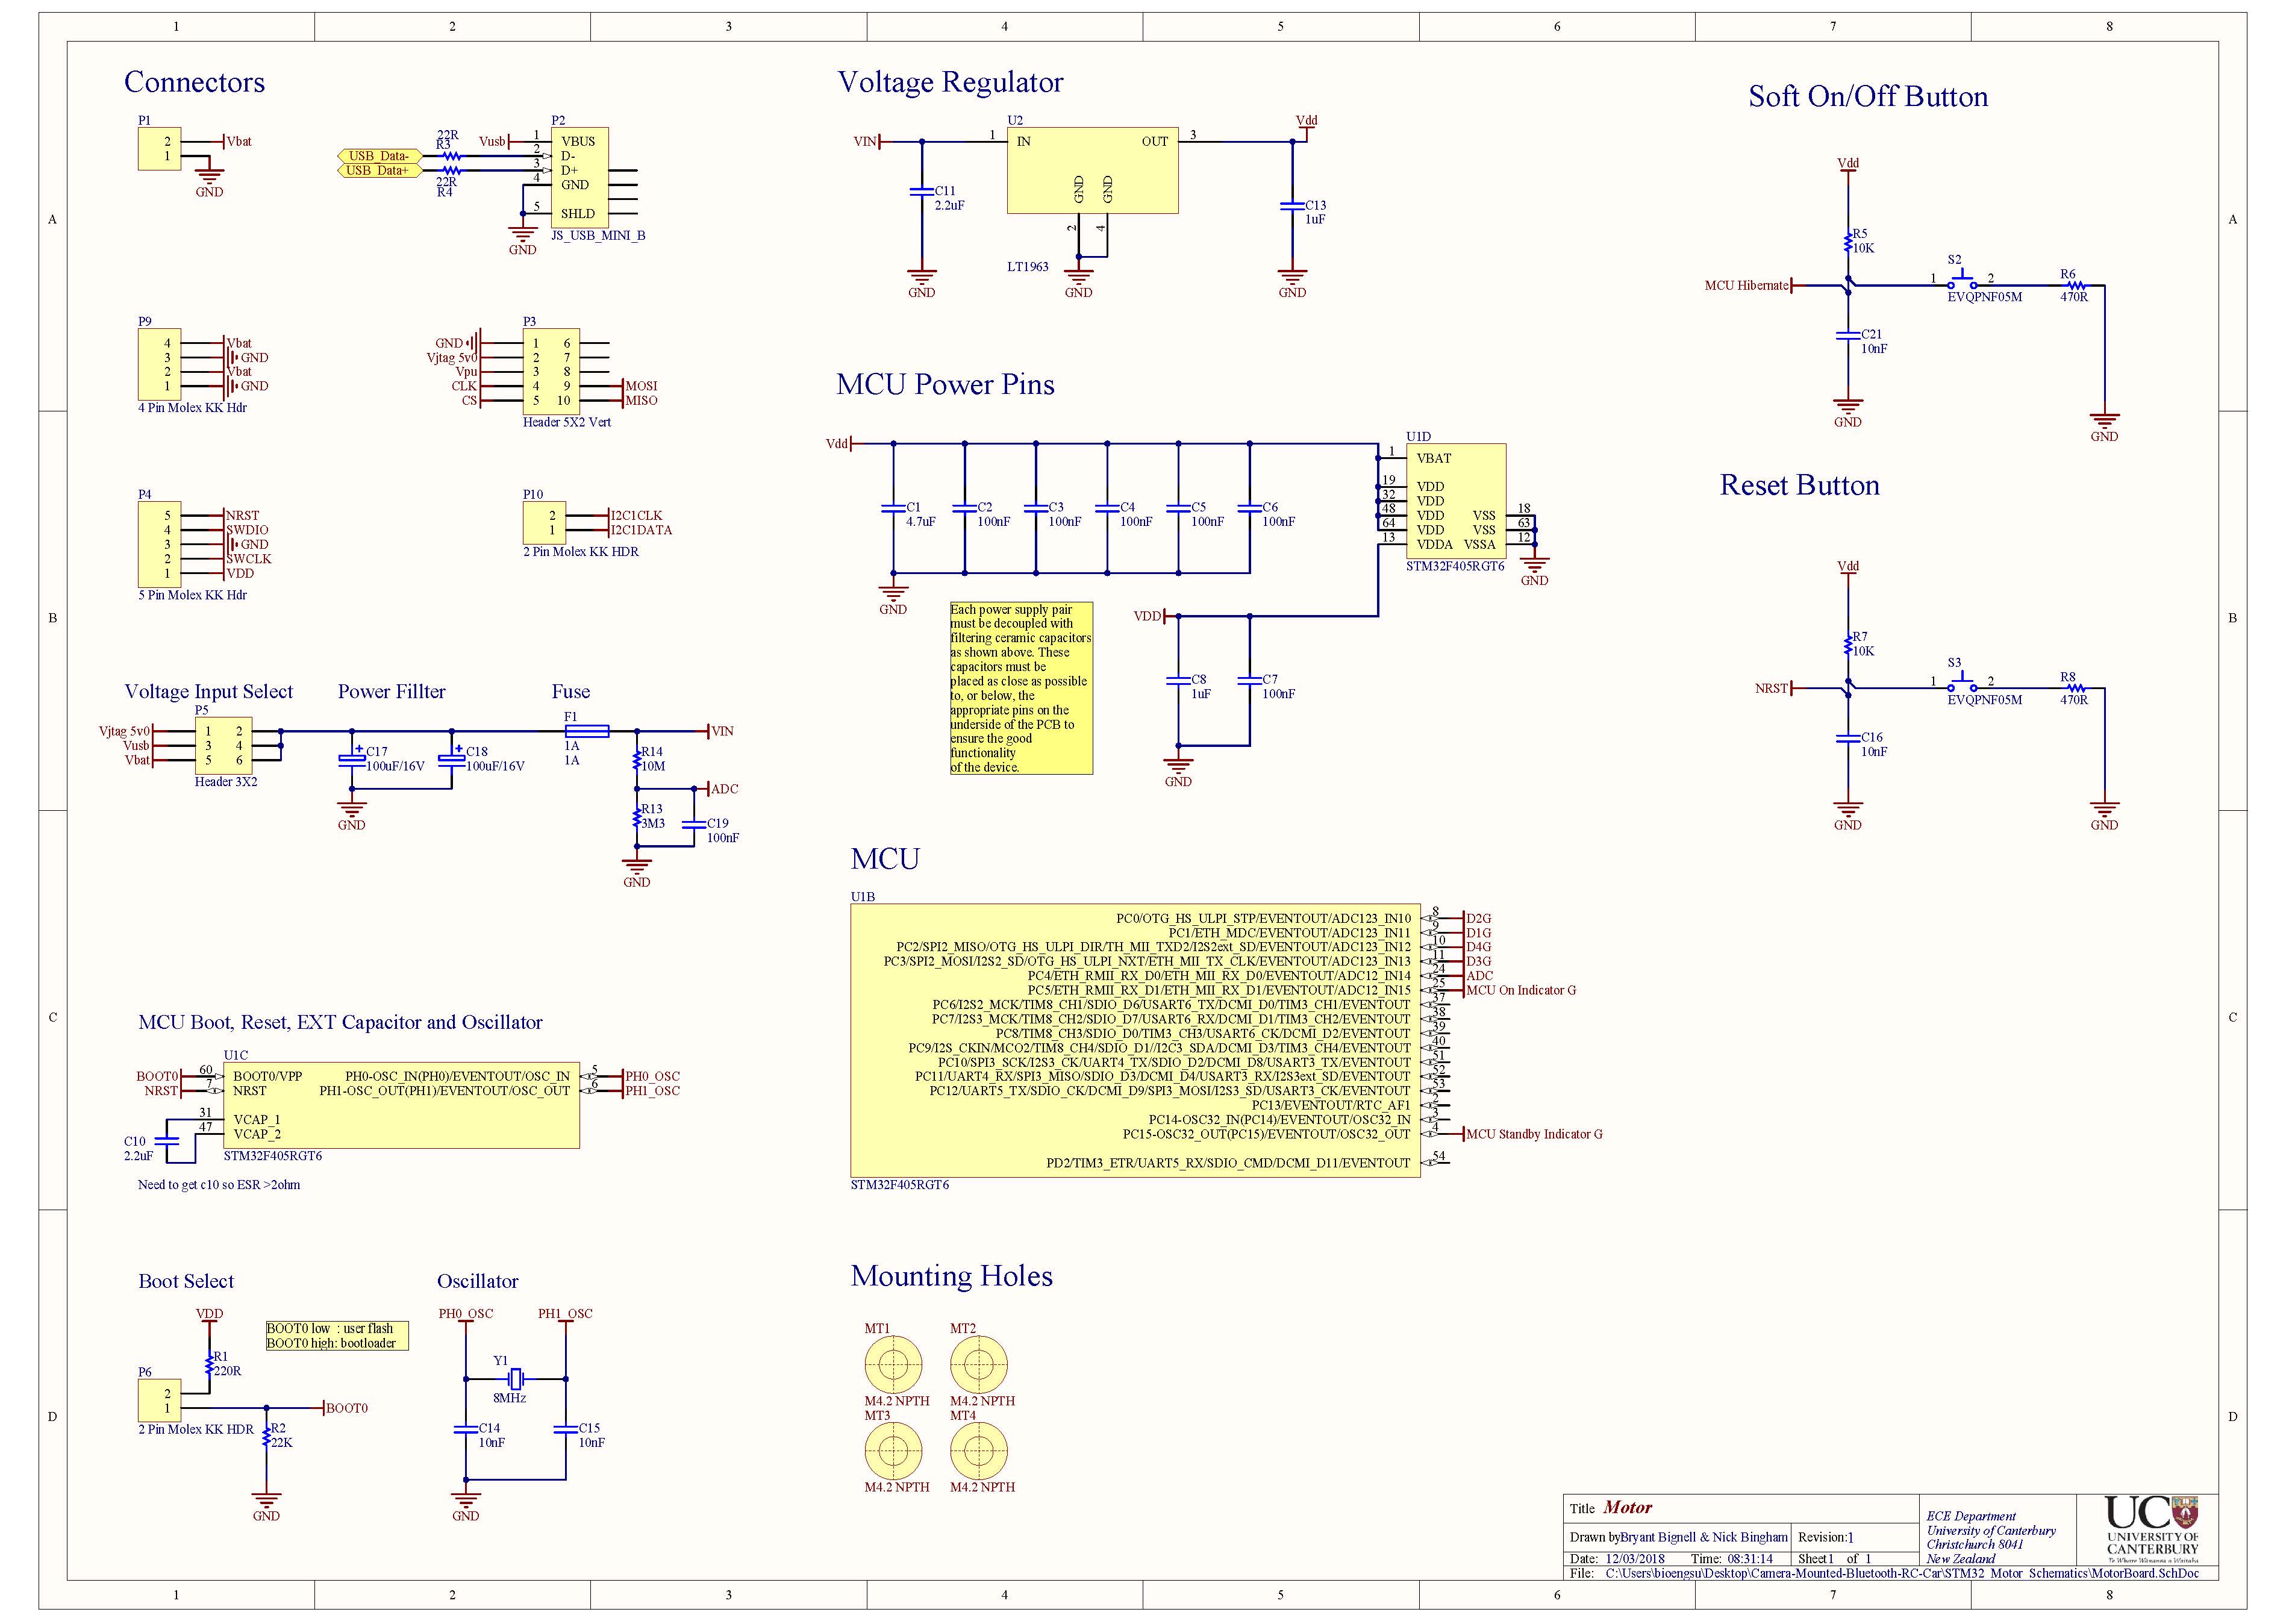 1 2 3 4 5 6 7 8
A
B
C
D
Connectors
P1
2 Vbat
1
GND
USB_Data-
USB_Data+
22R
R3
22R
R4
P2
Vusb 1 VBUS
2 D-
3 D+
4 GND
5 SHLD
GND
JS_USB_MINI_B
P9
4 Vbat
3 GND
2 Vbat
1 GND
4 Pin Molex KK Hdr
P3
GND 1 6
Vjtag 5v0 2 7
Vpu 3 8
CLK 4 9 MOSI
CS 5 10 MISO
Header 5X2 Vert
P4
5 NRST
4 SWDIO
3 GND
2 SWCLK
1 VDD
5 Pin Molex KK Hdr
P10
2 I2C1CLK
1 I2C1DATA
2 Pin Molex KK HDR
Voltage Input Select
P5
Vjtag 5v0 1 2
Vusb 3 4
Vbat 5 6
Header 3X2
Power Fillter
C17
100uF/16V
C18
100uF/16V
GND
Fuse
F1
1A
1A
VIN
R14
10M
ADC
R13
3M3
C19
100nF
GND
MCU Boot, Reset, EXT Capacitor and Oscillator
U1C
BOOT0 60 BOOT0/VPP PH0-OSC_IN(PH0)/EVENTOUT/OSC_IN 5 PH0_OSC
NRST 7 NRST PH1-OSC_OUT(PH1)/EVENTOUT/OSC_OUT 6 PH1_OSC
31 VCAP_1
47 VCAP_2
C10
2.2uF
STM32F405RGT6
Need to get c10 so ESR >2ohm
Boot Select
VDD
BOOT0 low : user flash
BOOT0 high: bootloader
R1
220R
P6
2
1
BOOT0
2 Pin Molex KK HDR
R2
22K
GND
Oscillator
PH0_OSC PH1_OSC
Y1
8MHz
C14
10nF
C15
10nF
GND
Voltage Regulator
U2
VIN 1 IN OUT 3 Vdd
GND GND
2 4
C11
2.2uF
C13
1uF
LT1963
GND GND GND
MCU Power Pins
Vdd
C1
4.7uF
C2
100nF
C3
100nF
C4
100nF
C5
100nF
C6
100nF
GND
U1D
1 VBAT
19 VDD
32 VDD
48 VDD VSS 18
64 VDD VSS 63
13 VDDA VSSA 12
STM32F405RGT6
GND
Each power supply pair
must be decoupled with
filtering ceramic capacitors
as shown above. These
capacitors must be
placed as close as possible
to, or below, the
appropriate pins on the
underside of the PCB to
ensure the good
functionality
of the device.
VDD
C8
1uF
C7
100nF
GND
MCU
U1B
PC0/OTG_HS_ULPI_STP/EVENTOUT/ADC123_IN10 8 D2G
PC1/ETH_MDC/EVENTOUT/ADC123_IN11 9 D1G
PC2/SPI2_MISO/OTG_HS_ULPI_DIR/TH_MII_TXD2/I2S2ext_SD/EVENTOUT/ADC123_IN12 10 D4G
PC3/SPI2_MOSI/I2S2_SD/OTG_HS_ULPI_NXT/ETH_MII_TX_CLK/EVENTOUT/ADC123_IN13 11 D3G
PC4/ETH_RMII_RX_D0/ETH_MII_RX_D0/EVENTOUT/ADC12_IN14 24 ADC
PC5/ETH_RMII_RX_D1/ETH_MII_RX_D1/EVENTOUT/ADC12_IN15 25 MCU On Indicator G
PC6/I2S2_MCK/TIM8_CH1/SDIO_D6/USART6_TX/DCMI_D0/TIM3_CH1/EVENTOUT 37
PC7/I2S3_MCK/TIM8_CH2/SDIO_D7/USART6_RX/DCMI_D1/TIM3_CH2/EVENTOUT 38
PC8/TIM8_CH3/SDIO_D0/TIM3_CH3/USART6_CK/DCMI_D2/EVENTOUT 39
PC9/I2S_CKIN/MCO2/TIM8_CH4/SDIO_D1//I2C3_SDA/DCMI_D3/TIM3_CH4/EVENTOUT 40
PC10/SPI3_SCK/I2S3_CK/UART4_TX/SDIO_D2/DCMI_D8/USART3_TX/EVENTOUT 51
PC11/UART4_RX/SPI3_MISO/SDIO_D3/DCMI_D4/USART3_RX/I2S3ext_SD/EVENTOUT 52
PC12/UART5_TX/SDIO_CK/DCMI_D9/SPI3_MOSI/I2S3_SD/USART3_CK/EVENTOUT 53
PC13/EVENTOUT/RTC_AF1 2
PC14-OSC32_IN(PC14)/EVENTOUT/OSC32_IN 3
PC15-OSC32_OUT(PC15)/EVENTOUT/OSC32_OUT 4 MCU Standby Indicator G
PD2/TIM3_ETR/UART5_RX/SDIO_CMD/DCMI_D11/EVENTOUT 54
STM32F405RGT6
Mounting Holes
MT1 MT2
M4.2 NPTH M4.2 NPTH
MT3 MT4
M4.2 NPTH M4.2 NPTH
Soft On/Off Button
Vdd
R5
10K
MCU Hibernate
S2
1 2
EVQPNF05M
R6
470R
C21
10nF
GND GND
Reset Button
Vdd
R7
10K
NRST
S3
1 2
EVQPNF05M
R8
470R
C16
10nF
GND GND
Title Motor
Drawn by Bryant Bignell & Nick Bingham Revision:1
Date: 12/03/2018 Time: 08:31:14 Sheet1 of 1
File: C:\Users\bioengsu\Desktop\Camera-Mounted-Bluetooth-RC-Car\STM32_Motor_Schematics\MotorBoard.SchDoc
ECE Department
University of Canterbury
Christchurch 8041
New Zealand
UC
UNIVERSITY OF
CANTERBURY
Te Whare Wānanga o Waitaha
A
B
C
D
1 2 3 4 5 6 7 8